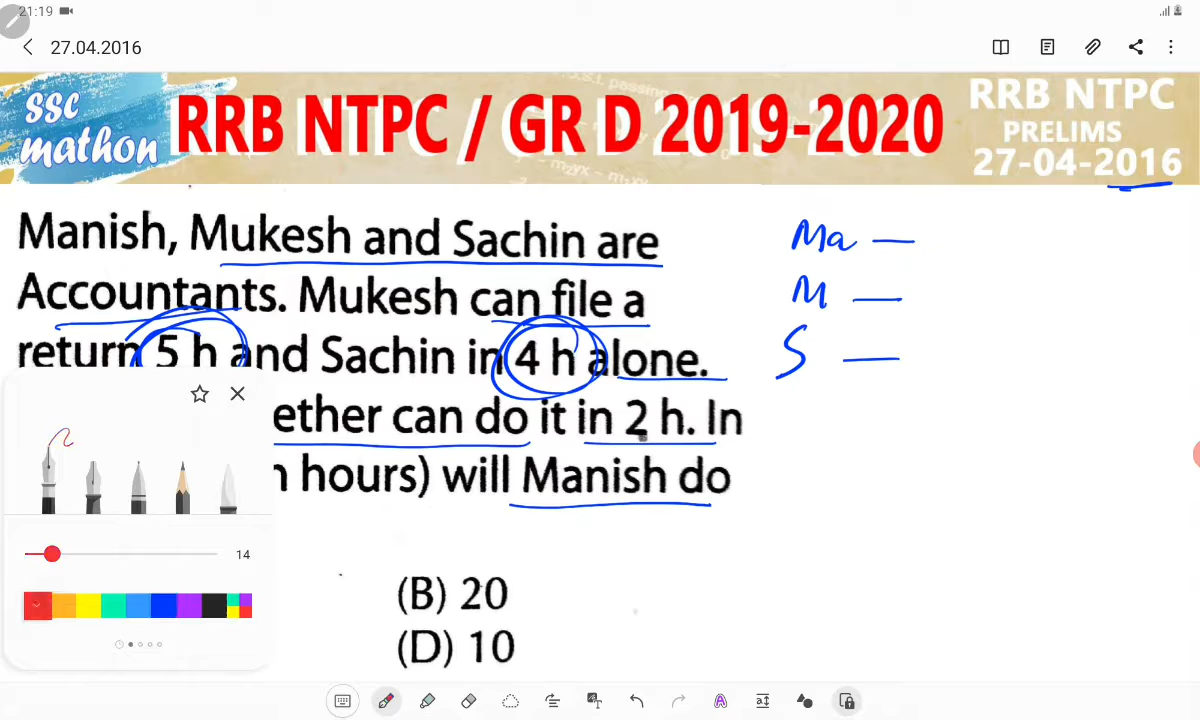 21:19
27.04.2016
SSC
mathon
RRB NTPC / GR D 2019-2020
RRB NTPC
PRELIMS
27-04-2016
Manish, Mukesh and Sachin are
Accountants. Mukesh can file a
return 5 h and Sachin in 4 h alone.
ether can do it in 2 h. In
n hours) will Manish do
(B) 20
(D) 10
Ma —
M —
S —
14